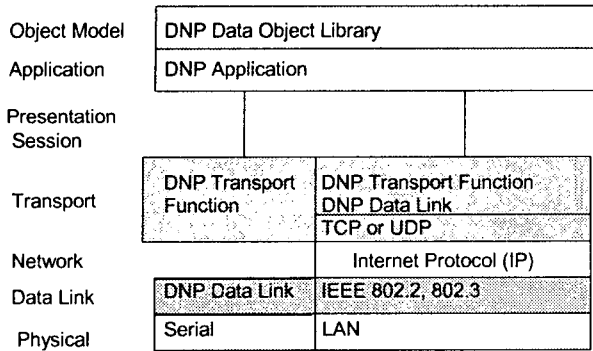 Object Model DNP Data Object Library
Application DNP Application
Presentation
Session
Transport
DNP Transport
Function
DNP Transport Function
DNP Data Link
TCP or UDP
Network Internet Protocol (IP)
Data Link DNP Data Link IEEE 802.2, 802.3
Physical Serial LAN